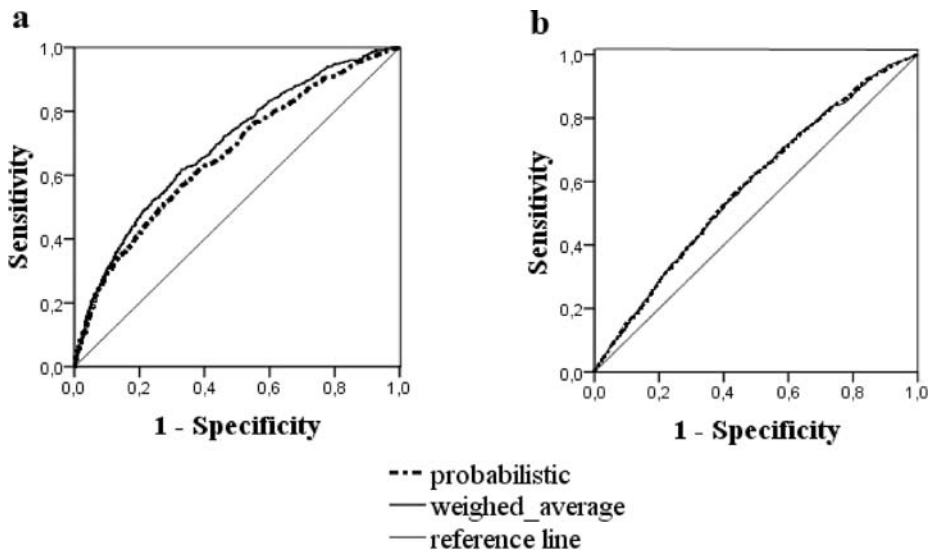 a
1,0
0,8
0,6
0,4
0,2
0,0
0,0 0,2 0,4 0,6 0,8 1,0
Sensitivity
1 - Specificity
b
1,0
0,8
0,6
0,4
0,2
0,0
0,0 0,2 0,4 0,6 0,8 1,0
Sensitivity
1 - Specificity
probabilistic
weighed_average
reference line